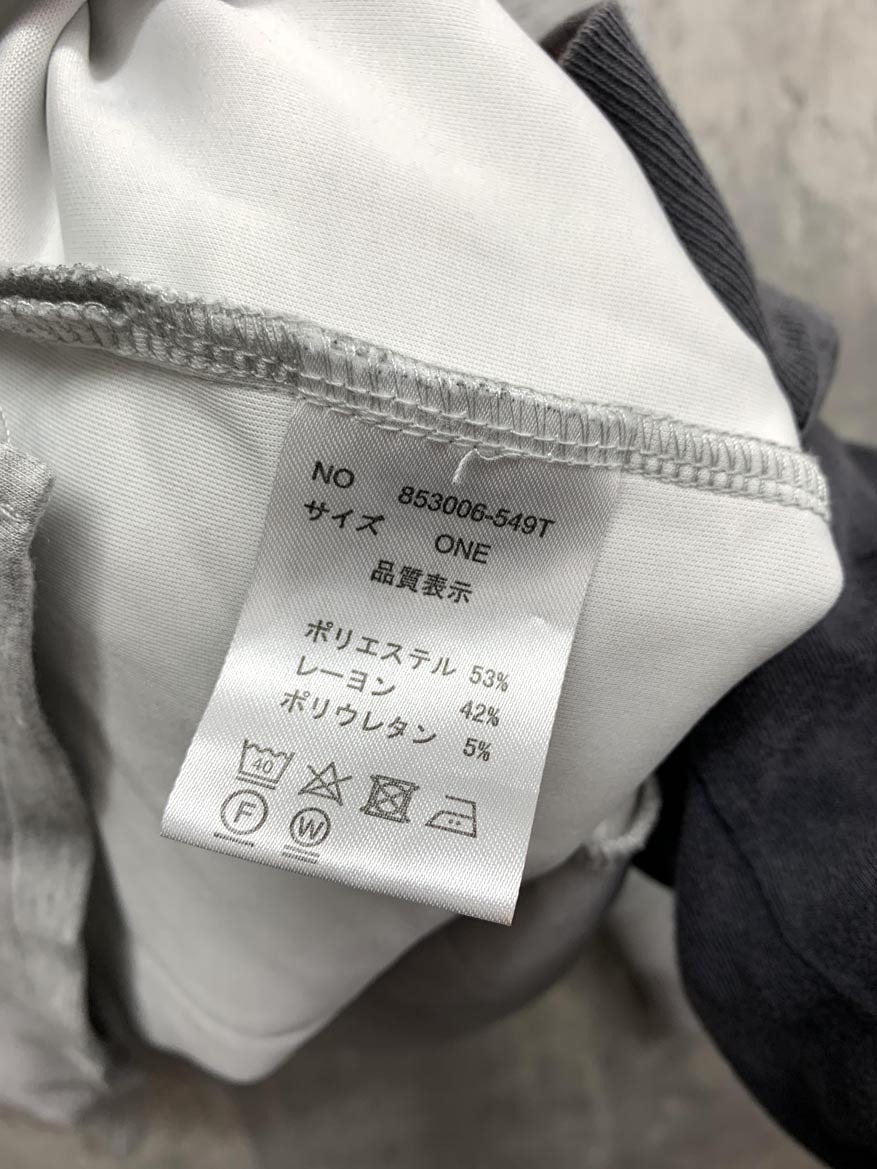 NO 853006-549T
サイズ ONE
品質表示
ポリエステル 53%
レーヨン 42%
ポリウレタン 5%
40
F W